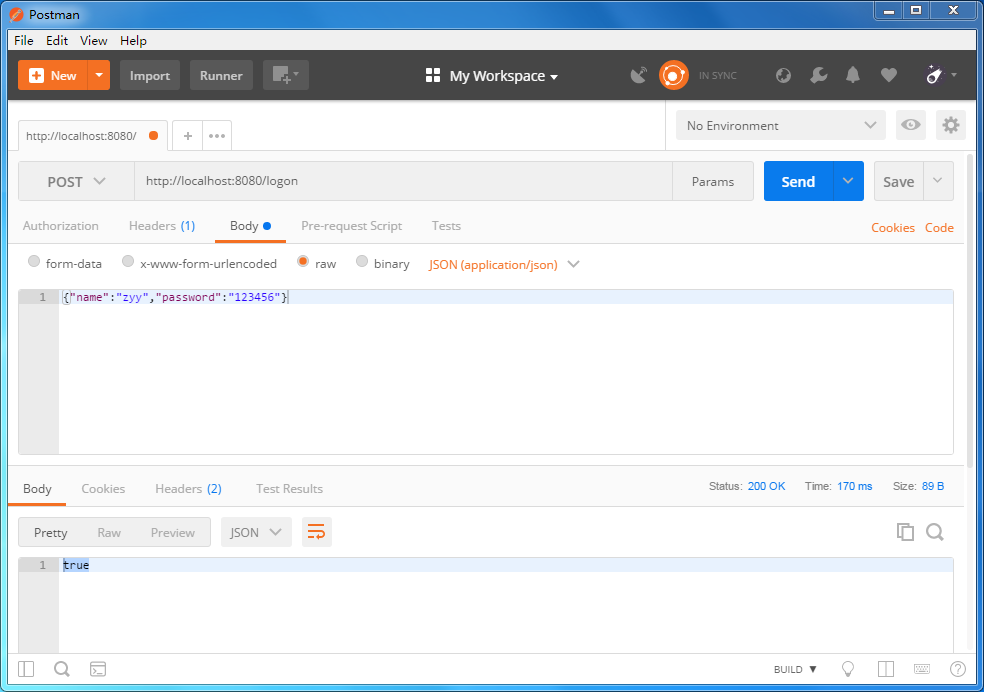 Postman
File Edit View Help
New Import Runner My Workspace IN SYNC
http://localhost:8080/ + No Environment
POST http://localhost:8080/logon Params Send Save
Authorization Headers (1) Body Pre-request Script Tests Cookies Code
form-data x-www-form-urlencoded raw binary JSON (application/json)
1 {"name":"zyy","password":"123456"}
Body Cookies Headers (2) Test Results Status: 200 OK Time: 170 ms Size: 89 B
Pretty Raw Preview JSON
1 true
BUILD